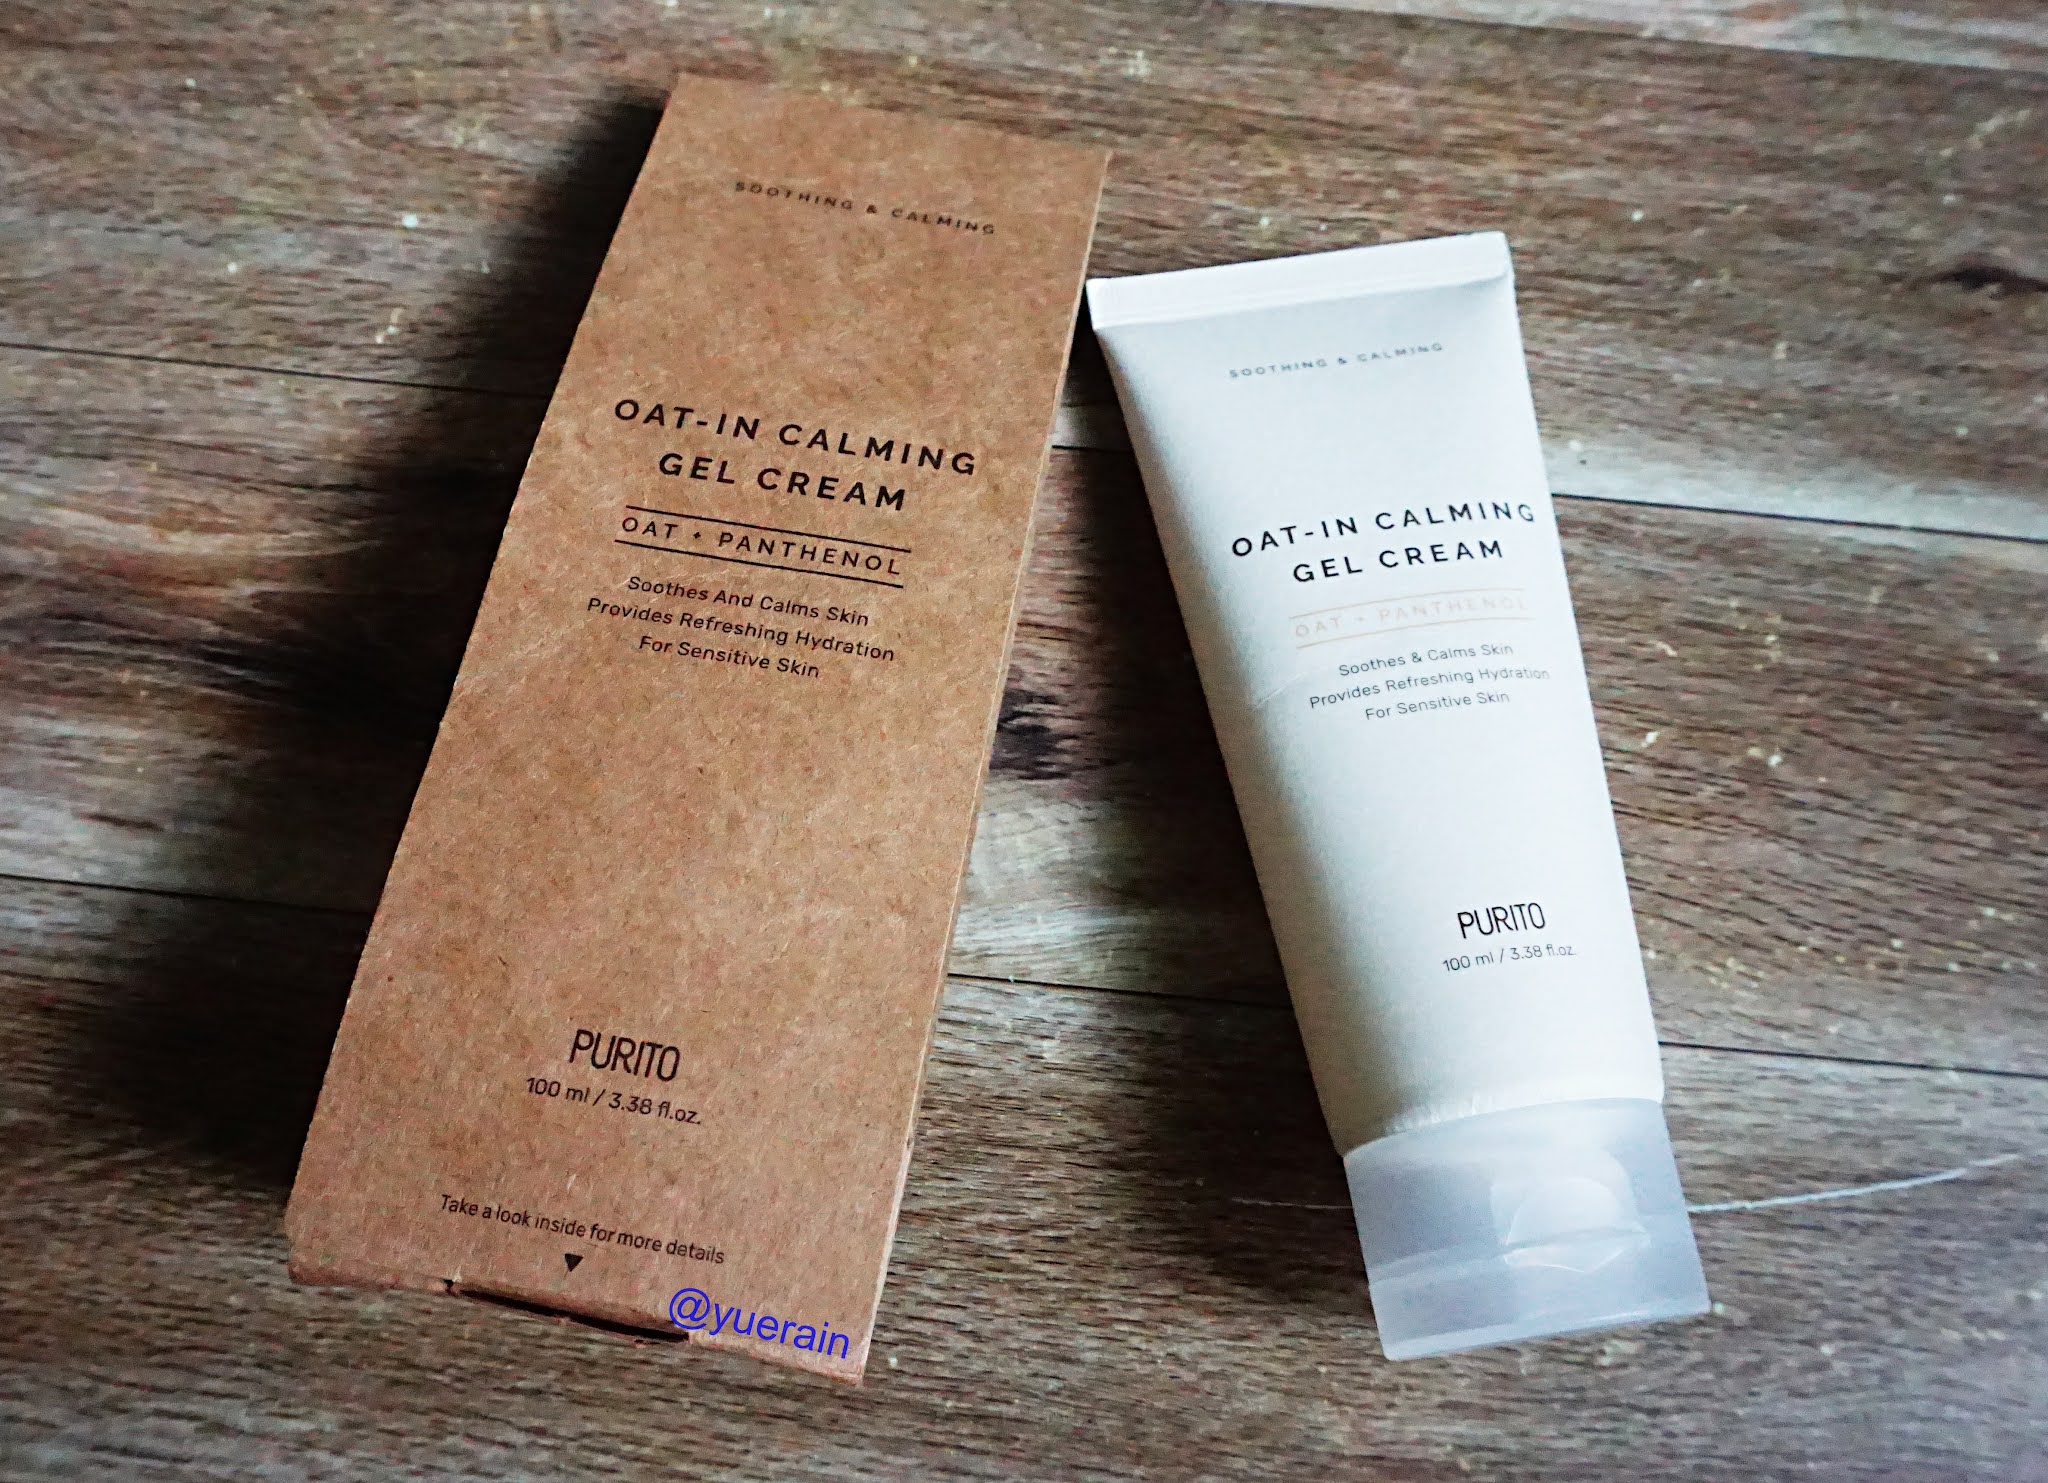 SOOTHING & CALMING
OAT-IN CALMING
GEL CREAM
OAT + PANTHENOL
Soothes And Calms Skin
Provides Refreshing Hydration
For Sensitive Skin
PURITO
100 ml / 3.38 fl.oz.
Take a look inside for more details
@yuerain
SOOTHING & CALMING
OAT-IN CALMING
GEL CREAM
OAT + PANTHENOL
Soothes & Calms Skin
Provides Refreshing Hydration
For Sensitive Skin
PURITO
100 ml / 3.38 fl.oz.